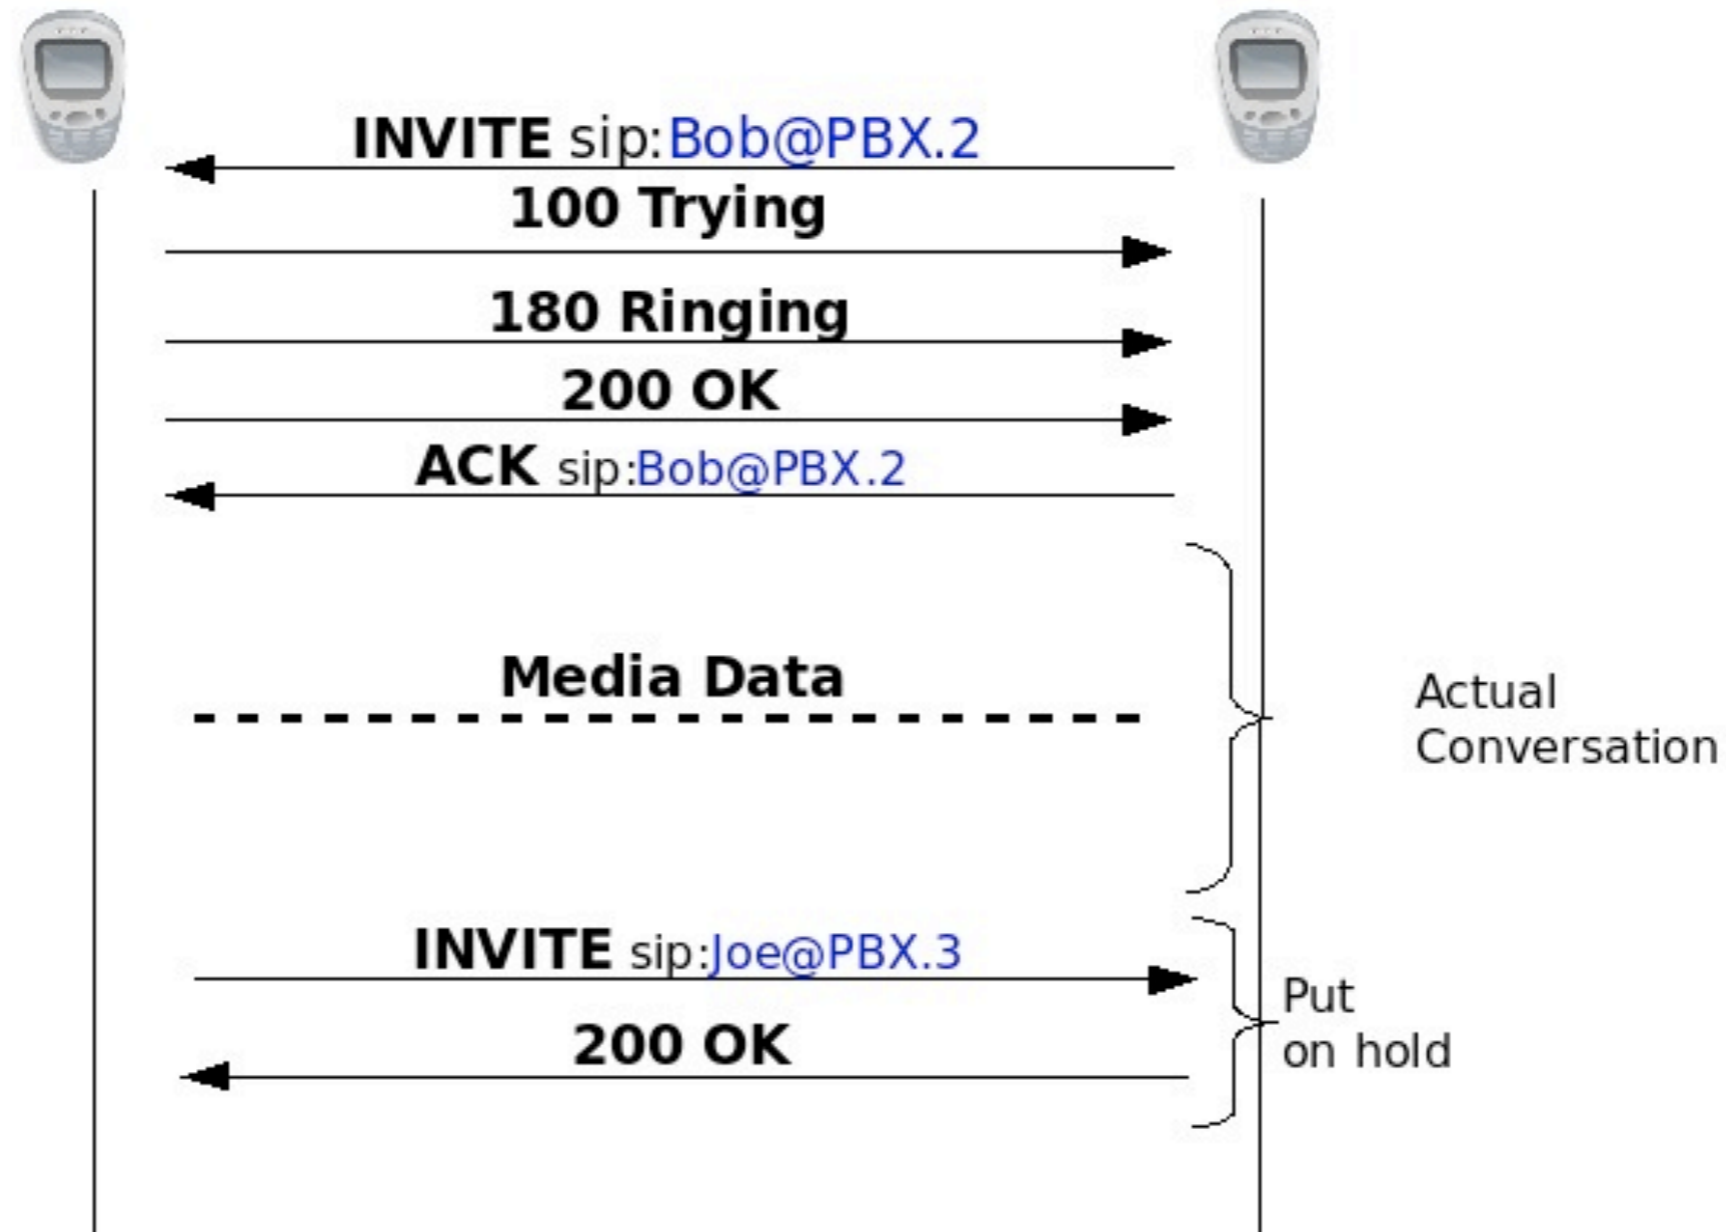 INVITE sip:Bob@PBX.2
100 Trying
180 Ringing
200 OK
ACK sip:Bob@PBX.2
Media Data
Actual
Conversation
INVITE sip:Joe@PBX.3
Put
on hold
200 OK